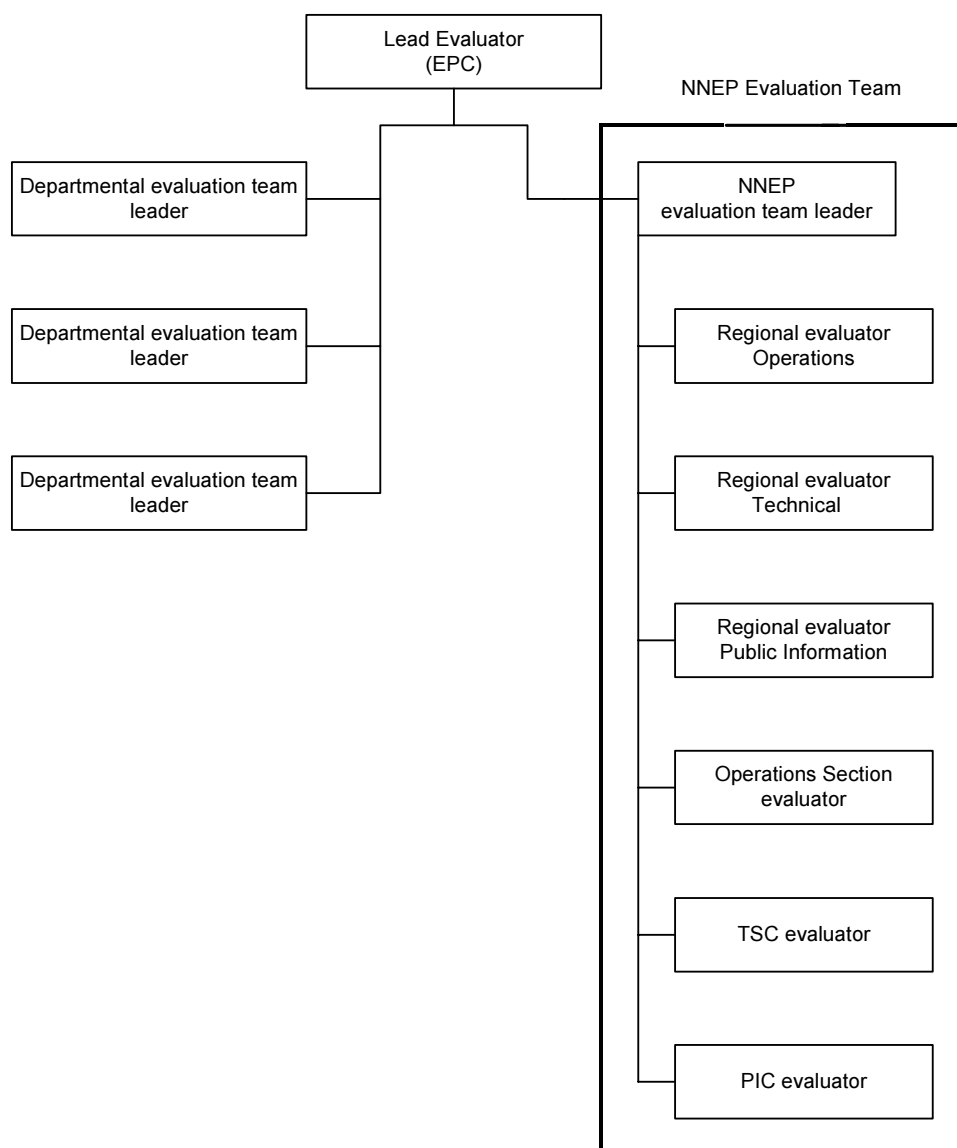 Lead Evaluator
(EPC)
NNEP Evaluation Team
Departmental evaluation team
leader
NNEP
evaluation team leader
Departmental evaluation team
leader
Regional evaluator
Operations
Departmental evaluation team
leader
Regional evaluator
Technical
Regional evaluator
Public Information
Operations Section
evaluator
TSC evaluator
PIC evaluator